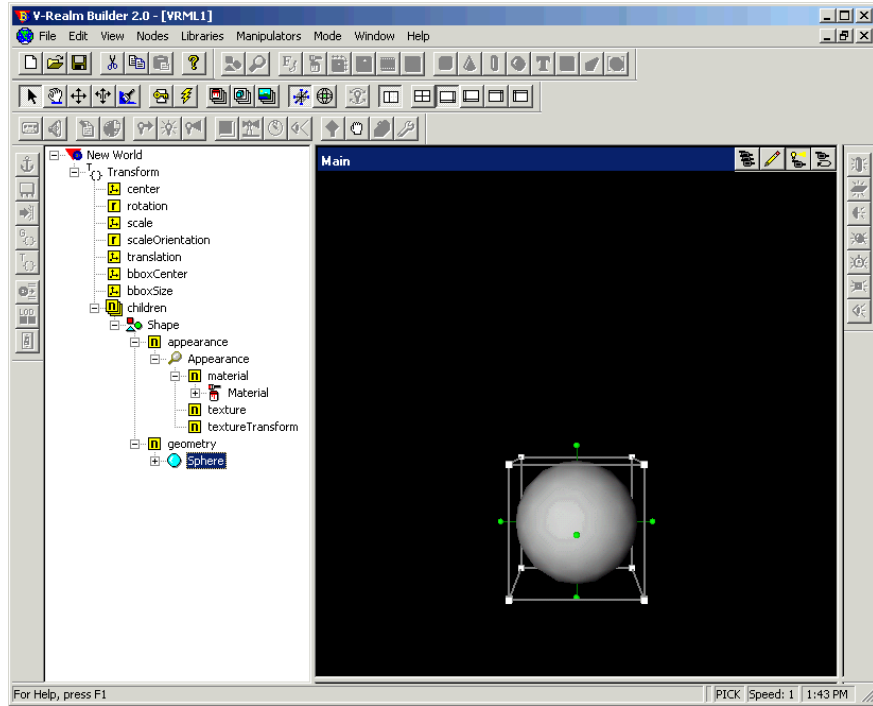 V-Realm Builder 2.0 - [VRML1]
File Edit View Nodes Libraries Manipulators Mode Window Help
New World
Main
Transform
center
rotation
scale
scaleOrientation
translation
bboxCenter
bboxSize
children
Shape
appearance
Appearance
material
Material
texture
textureTransform
geometry
Sphere
For Help, press F1
PICK Speed: 1 1:43 PM